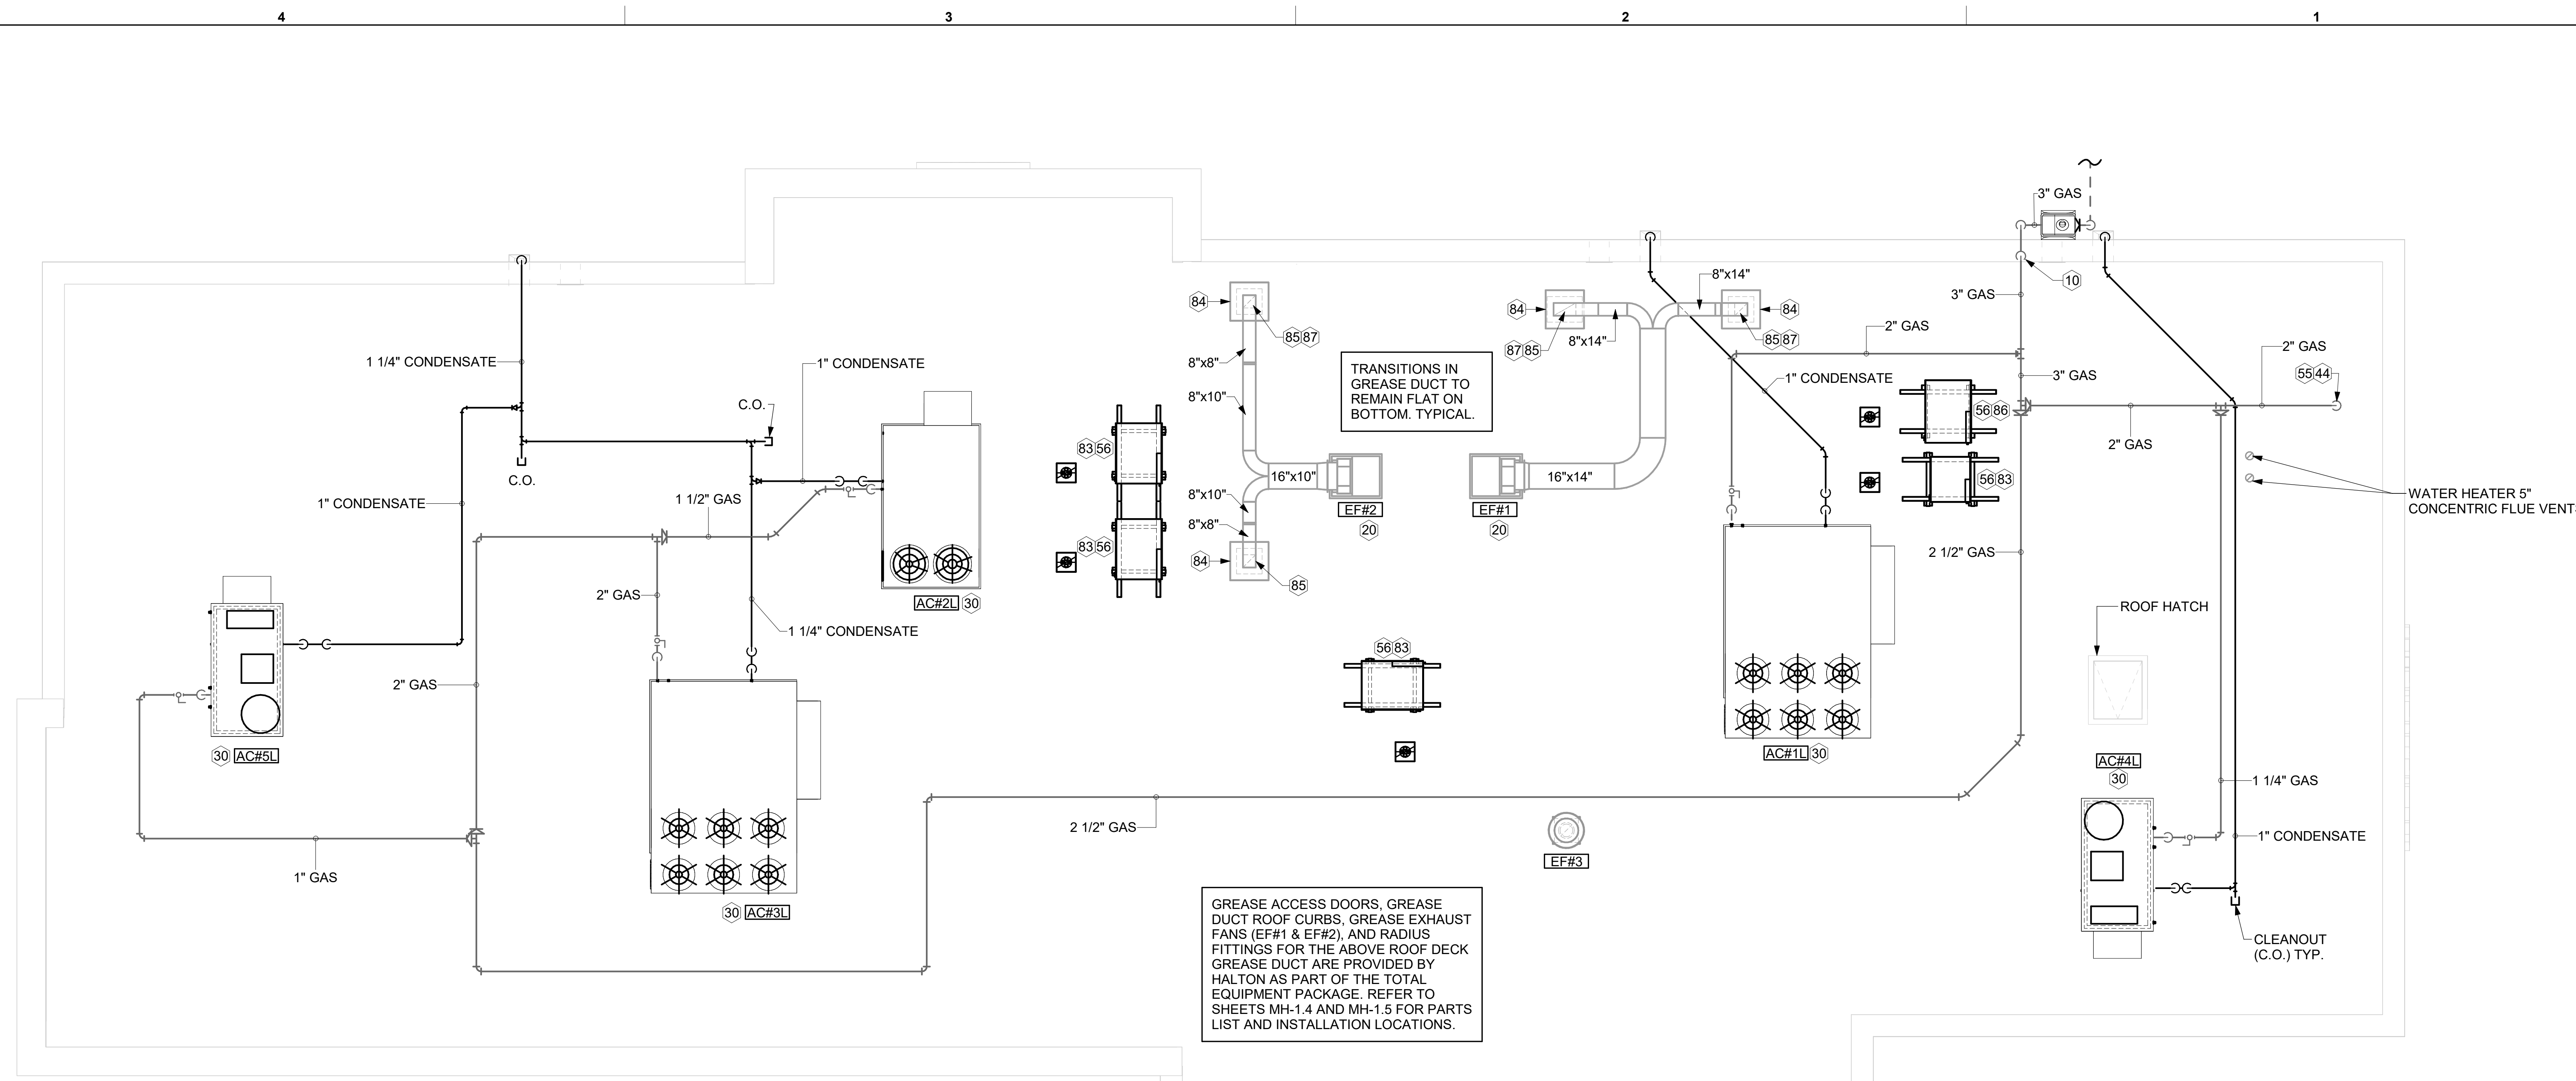 4
3
2
1
3" GAS
10
3" GAS
8"x14"
84
84
84
85 87
87 85
8"x14"
85 87
2" GAS
2" GAS
1 1/4" CONDENSATE
1" CONDENSATE
8"x8"
TRANSITIONS IN
GREASE DUCT TO
REMAIN FLAT ON
BOTTOM. TYPICAL.
1" CONDENSATE
3" GAS
55 44
8"x10"
C.O.
56 86
83 56
2" GAS
C.O.
16"x10"
16"x14"
56 83
1" CONDENSATE
1 1/2" GAS
8"x10"
EF#2
20
EF#1
20
WATER HEATER 5"
CONCENTRIC FLUE VENT
8"x8"
83 56
84
85
2 1/2" GAS
2" GAS
AC#2L 30
1 1/4" CONDENSATE
ROOF HATCH
56 83
2" GAS
30 AC#5L
AC#1L 30
AC#4L
30
1 1/4" GAS
2 1/2" GAS
1" CONDENSATE
EF#3
1" GAS
30 AC#3L
GREASE ACCESS DOORS, GREASE
DUCT ROOF CURBS, GREASE EXHAUST
FANS (EF#1 & EF#2), AND RADIUS
FITTINGS FOR THE ABOVE ROOF DECK
GREASE DUCT ARE PROVIDED BY
HALTON AS PART OF THE TOTAL
EQUIPMENT PACKAGE. REFER TO
SHEETS MH-1.4 AND MH-1.5 FOR PARTS
LIST AND INSTALLATION LOCATIONS.
CLEANOUT
(C.O.) TYP.